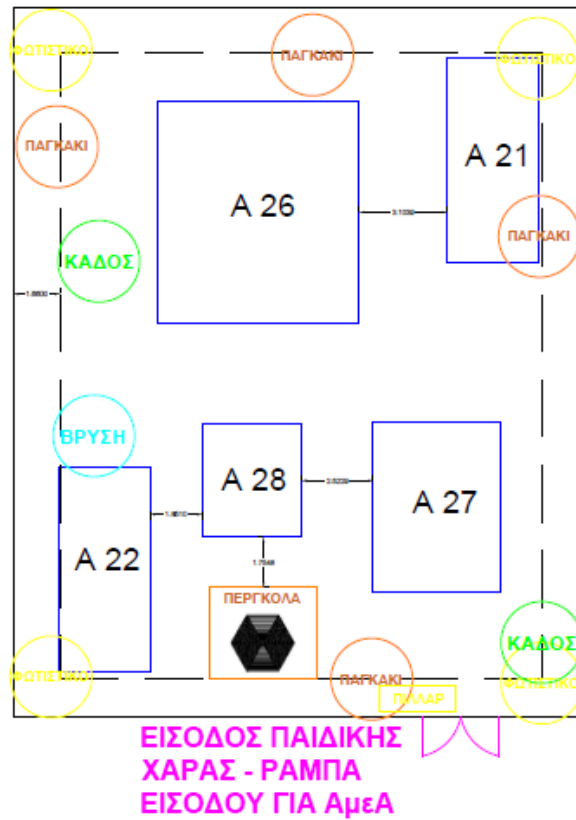 ΦΩΤΙΣΤΙΚΟ
ΠΑΓΚΑΚΙ
ΦΩΤΙΣΤΙΚΟ
ΠΑΓΚΑΚΙ
Α 21
Α 26
ΠΑΓΚΑΚΙ
ΚΑΔΟΣ
ΒΡΥΣΗ
Α 28
Α 27
Α 22
ΠΕΡΓΚΟΛΑ
ΚΑΔΟΣ
ΦΩΤΙΣΤΙΚΟ
ΠΑΓΚΑΚΙ
ΦΩΤΙΣΤΙΚΟ
ΠΙΛΛΑΡ
ΕΙΣΟΔΟΣ ΠΑΙΔΙΚΗΣ
ΧΑΡΑΣ - ΡΑΜΠΑ
ΕΙΣΟΔΟΥ ΓΙΑ ΑμεΑ